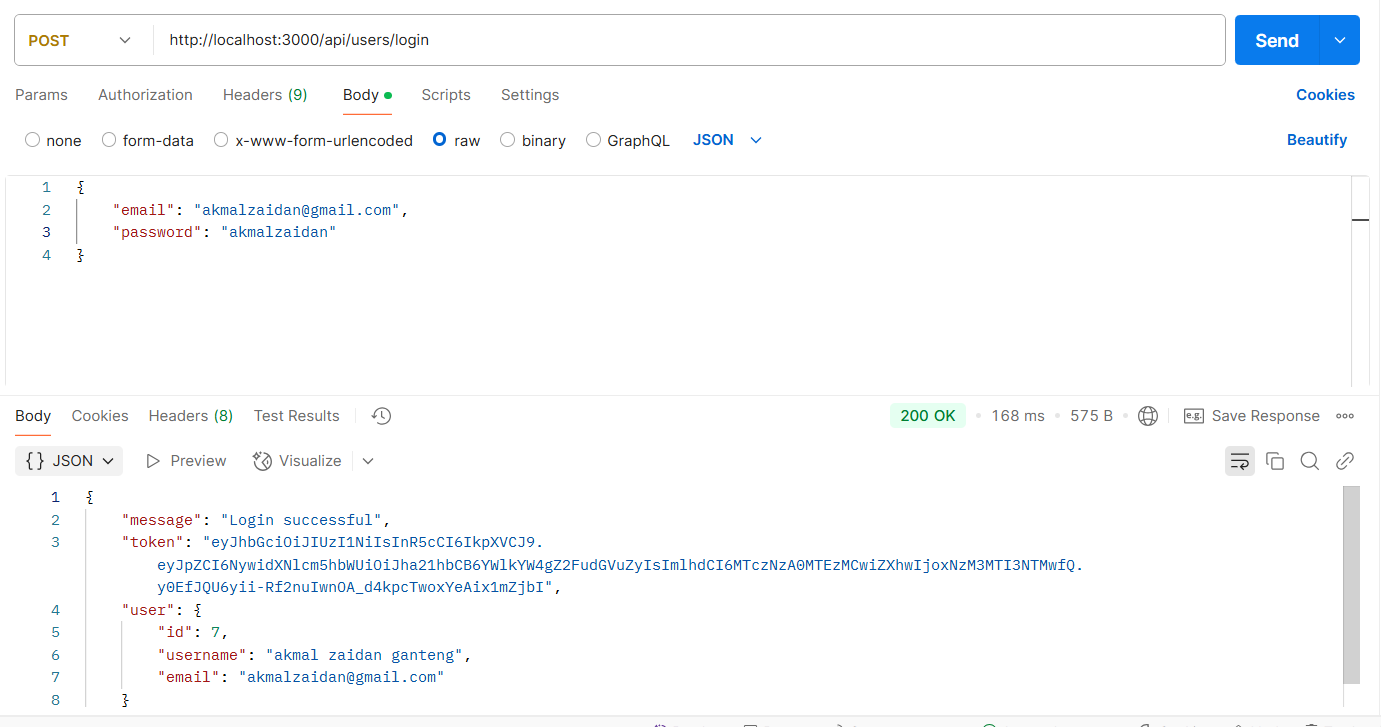 POST http://localhost:3000/api/users/login Send
Params Authorization Headers (9) Body Scripts Settings Cookies
none form-data x-www-form-urlencoded raw binary GraphQL JSON Beautify
1 {
2 "email": "akmalzaidan@gmail.com",
3 "password": "akmalzaidan"
4 }
Body Cookies Headers (8) Test Results 200 OK 168 ms 575 B e.g. Save Response
{} JSON Preview Visualize
1 {
2 "message": "Login successful",
3 "token": "eyJhbGciOiJIUzI1NiIsInR5cCI6IkpXVCJ9.
eyJpZCI6NywidXNlcm5hbWUiOiJha21hbCB6YWlkYW4gZ2FudGVuZyIsImlhdCI6MTczNzA0MTEzMCwiZXhwIjoxNzM3MTI3NTMwfQ.
y0EfJQU6yii-Rf2nuIwnOA_d4kpcTwoxYeAix1mZjbI",
4 "user": {
5 "id": 7,
6 "username": "akmal zaidan ganteng",
7 "email": "akmalzaidan@gmail.com"
8 }